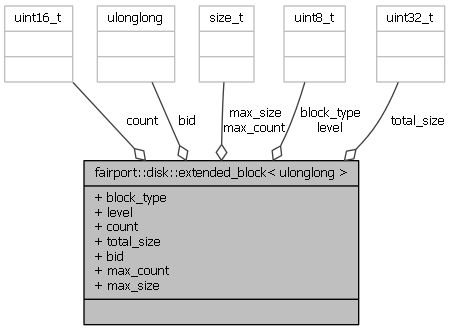 uint16_t ulonglong size_t uint8_t uint32_t
count bid max_size block_type total_size
max_count level
fairport::disk::extended_block< ulonglong >
+ block_type
+ level
+ count
+ total_size
+ bid
+ max_count
+ max_size